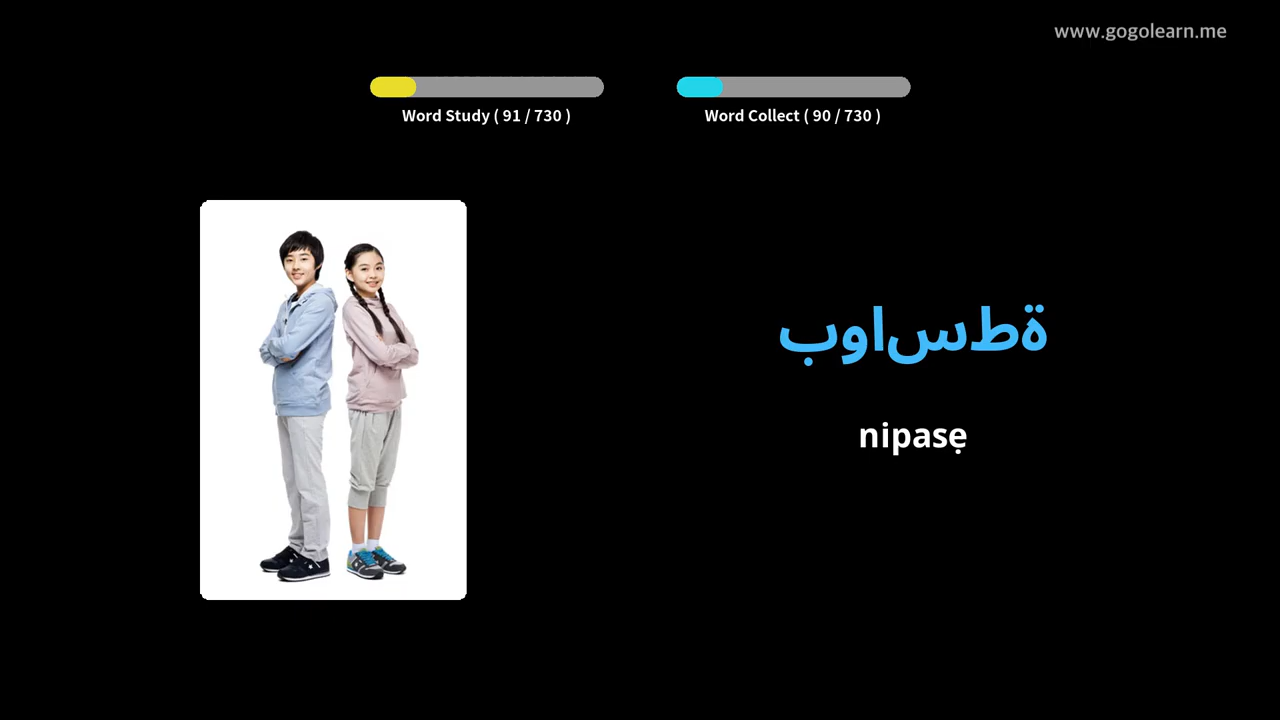 www.gogolearn.me
Word Study ( 91 / 730 )
Word Collect ( 90 / 730 )
ةطساوب
nipasẹ